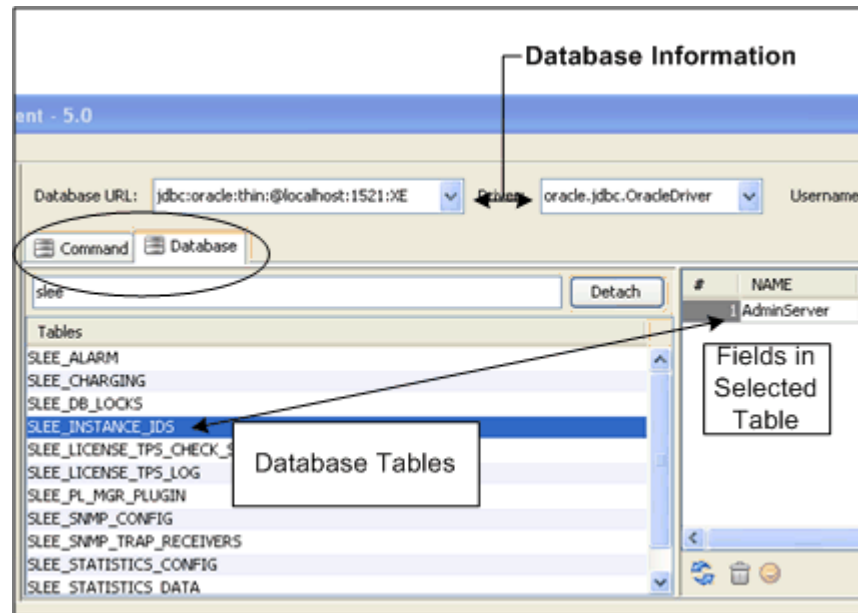 Database Information
ent - 5.0
Database URL: jdbc:oracle:thin:@localhost:1521:XE Driver: oracle.jdbc.OracleDriver Username
Command Database
slee Detach
# NAME
1 AdminServer
Tables
SLEE_ALARM
SLEE_CHARGING
SLEE_DB_LOCKS
SLEE_INSTANCE_IDS
SLEE_LICENSE_TPS_CHECK_S
SLEE_LICENSE_TPS_LOG
SLEE_PL_MGR_PLUGIN
SLEE_SNMP_CONFIG
SLEE_SNMP_TRAP_RECEIVERS
SLEE_STATISTICS_CONFIG
SLEE_STATISTICS_DATA
Database Tables
Fields in
Selected
Table